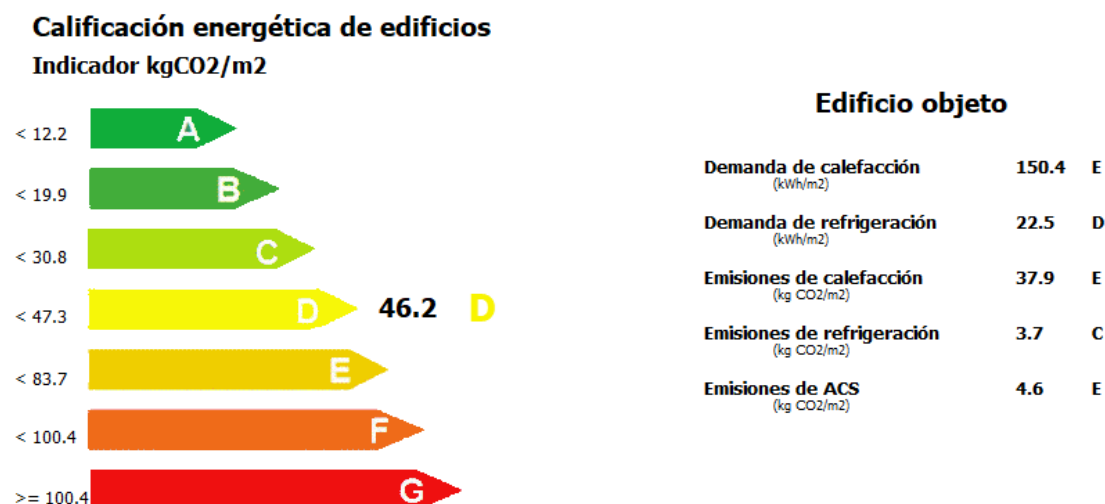 Calificación energética de edificios
Indicador kgCO2/m2
< 12.2 A
< 19.9 B
< 30.8 C
< 47.3 D 46.2 D
< 83.7 E
< 100.4 F
>= 100.4 G
Edificio objeto
Demanda de calefacción 150.4 E
(kWh/m2)
Demanda de refrigeración 22.5 D
(kWh/m2)
Emisiones de calefacción 37.9 E
(kg CO2/m2)
Emisiones de refrigeración 3.7 C
(kg CO2/m2)
Emisiones de ACS 4.6 E
(kg CO2/m2)